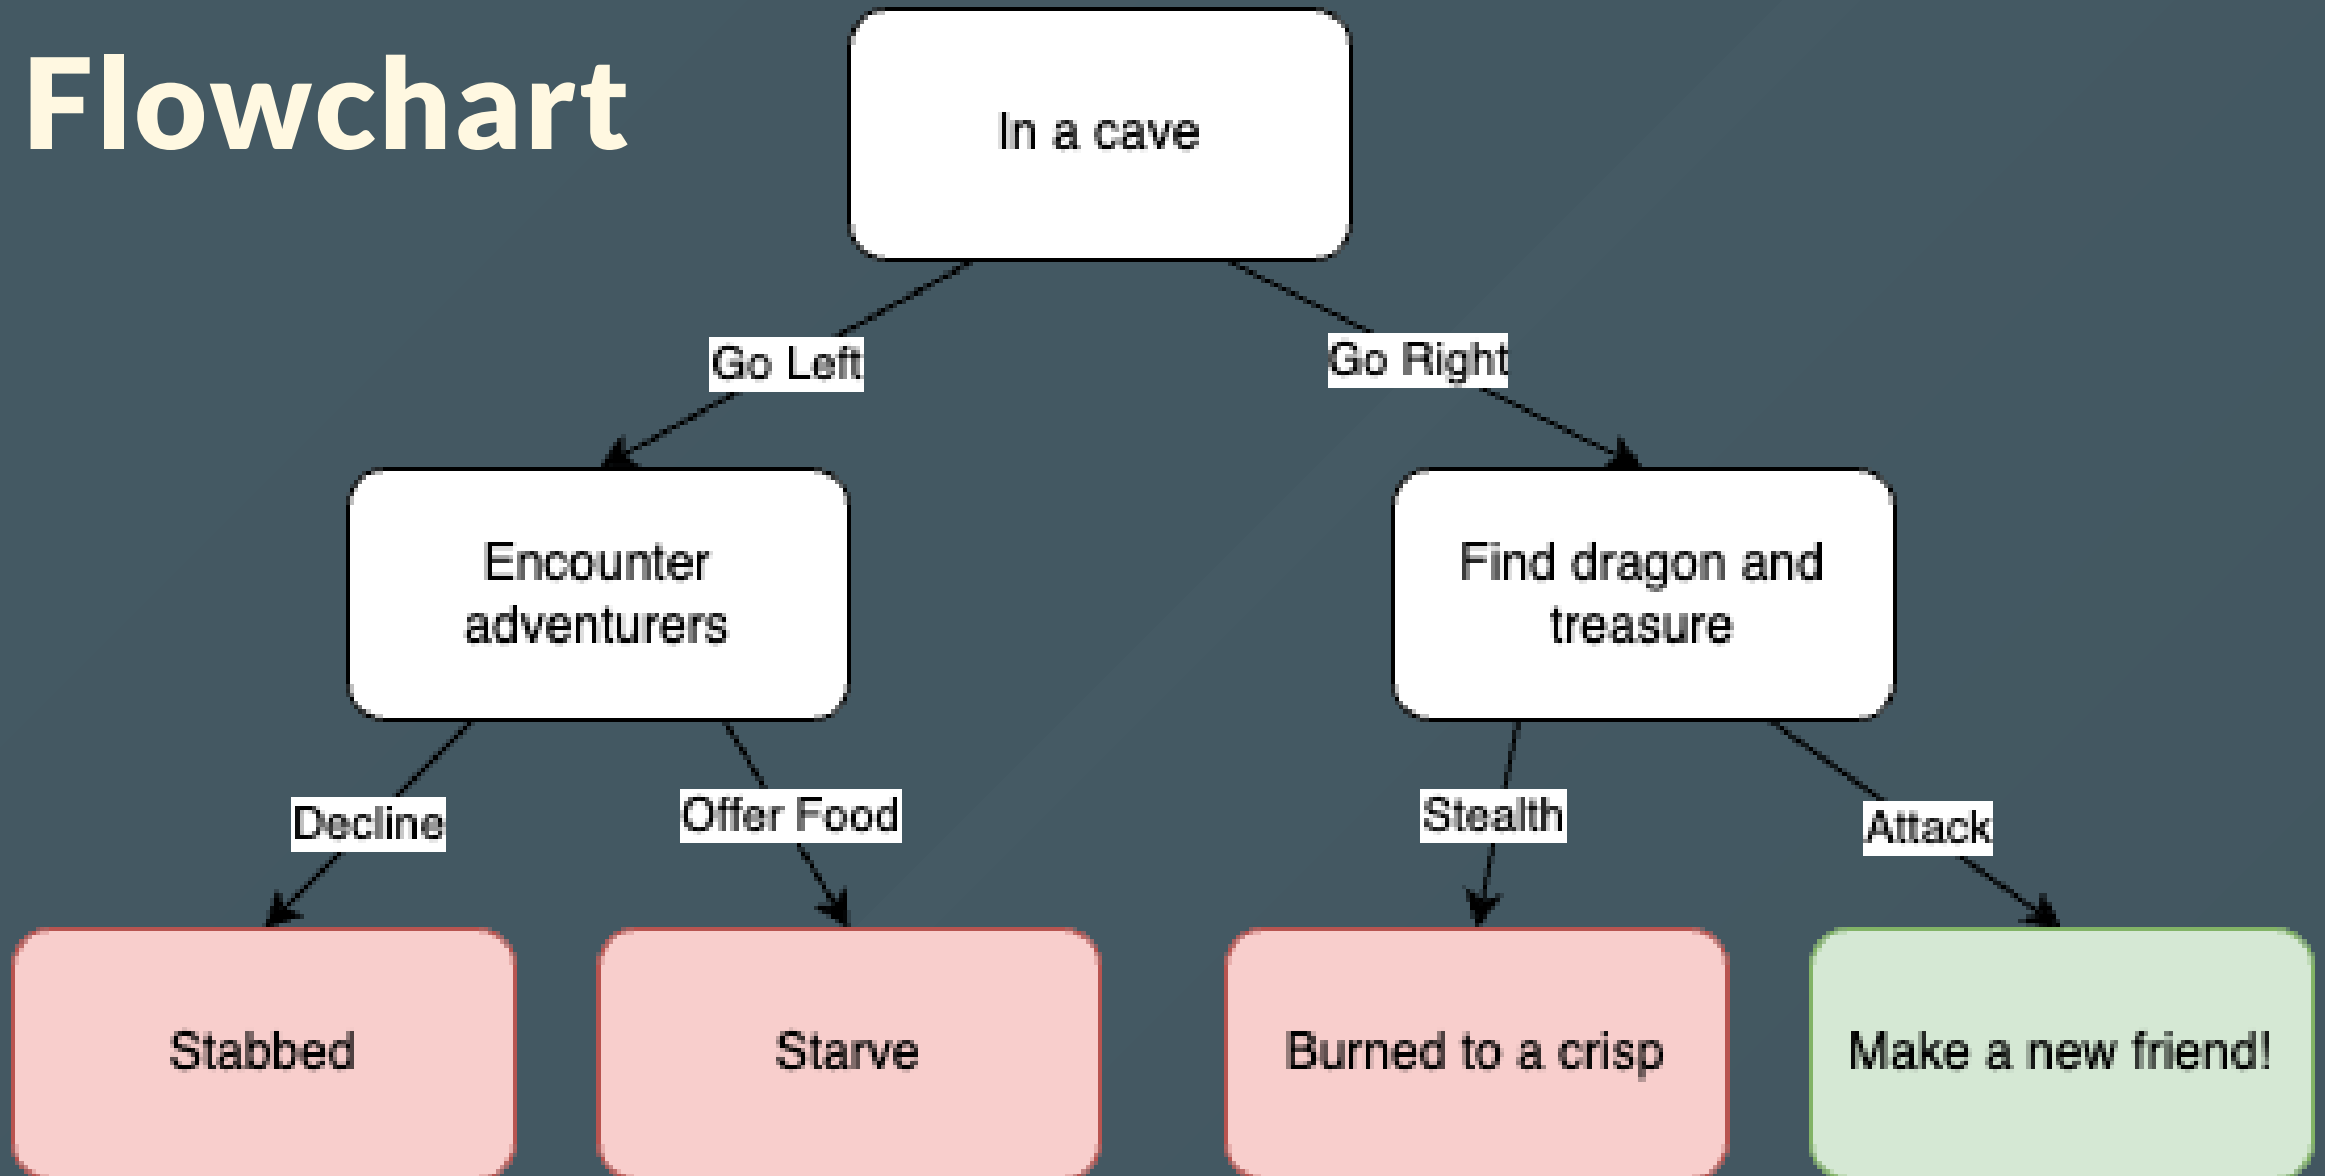 Flowchart
In a cave
Go Left
Go Right
Encounter
adventurers
Find dragon and
treasure
Decline
Offer Food
Stealth
Attack
Stabbed
Starve
Burned to a crisp
Make a new friend!